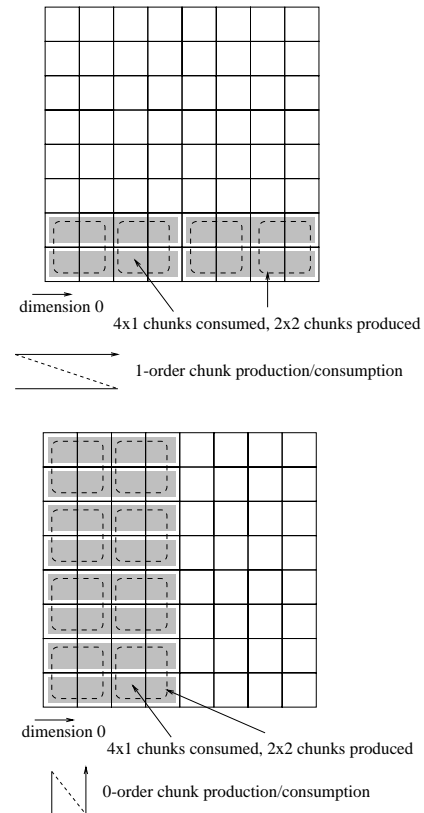 dimension 0
4x1 chunks consumed, 2x2 chunks produced
1-order chunk production/consumption
dimension 0
4x1 chunks consumed, 2x2 chunks produced
0-order chunk production/consumption